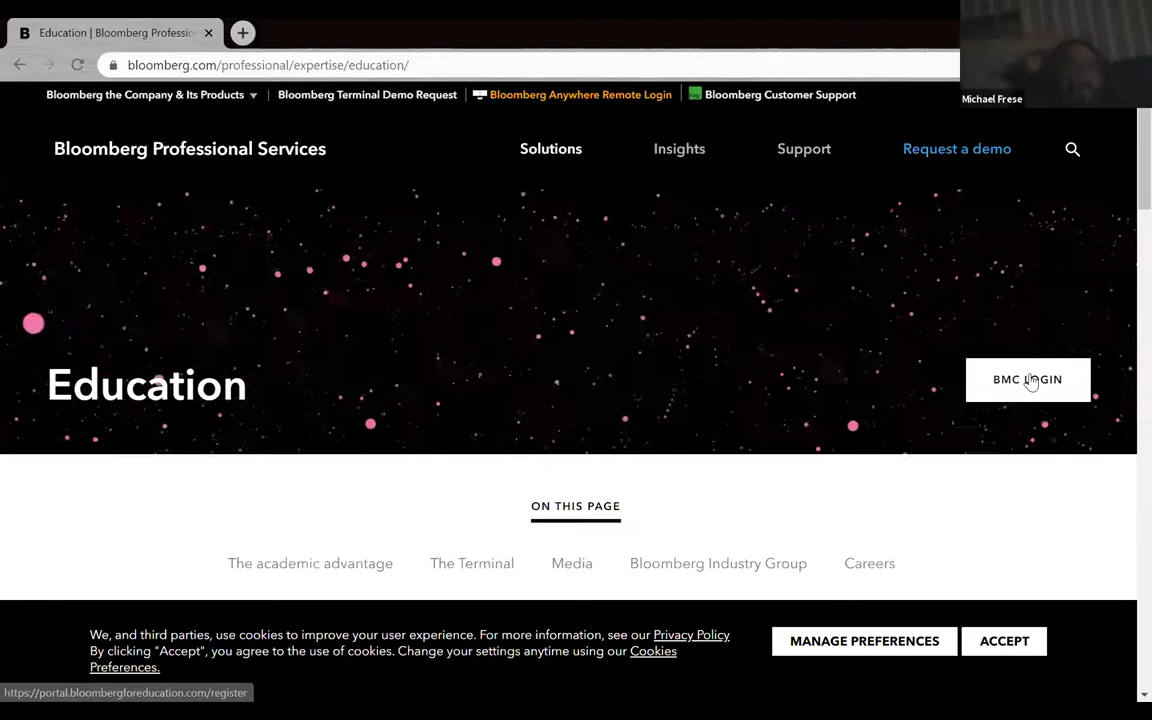 B Education | Bloomberg Professio
bloomberg.com/professional/expertise/education/
Michael Frese
Bloomberg the Company & Its Products
Bloomberg Terminal Demo Request
Bloomberg Anywhere Remote Login
Bloomberg Customer Support
Bloomberg Professional Services
Solutions
Insights
Support
Request a demo
Education
BMC LOGIN
ON THIS PAGE
The academic advantage
The Terminal
Media
Bloomberg Industry Group
Careers
We, and third parties, use cookies to improve your user experience. For more information, see our Privacy Policy
By clicking "Accept", you agree to the use of cookies. Change your settings anytime using our Cookies
Preferences.
MANAGE PREFERENCES
ACCEPT
https://portal.bloombergforeducation.com/register